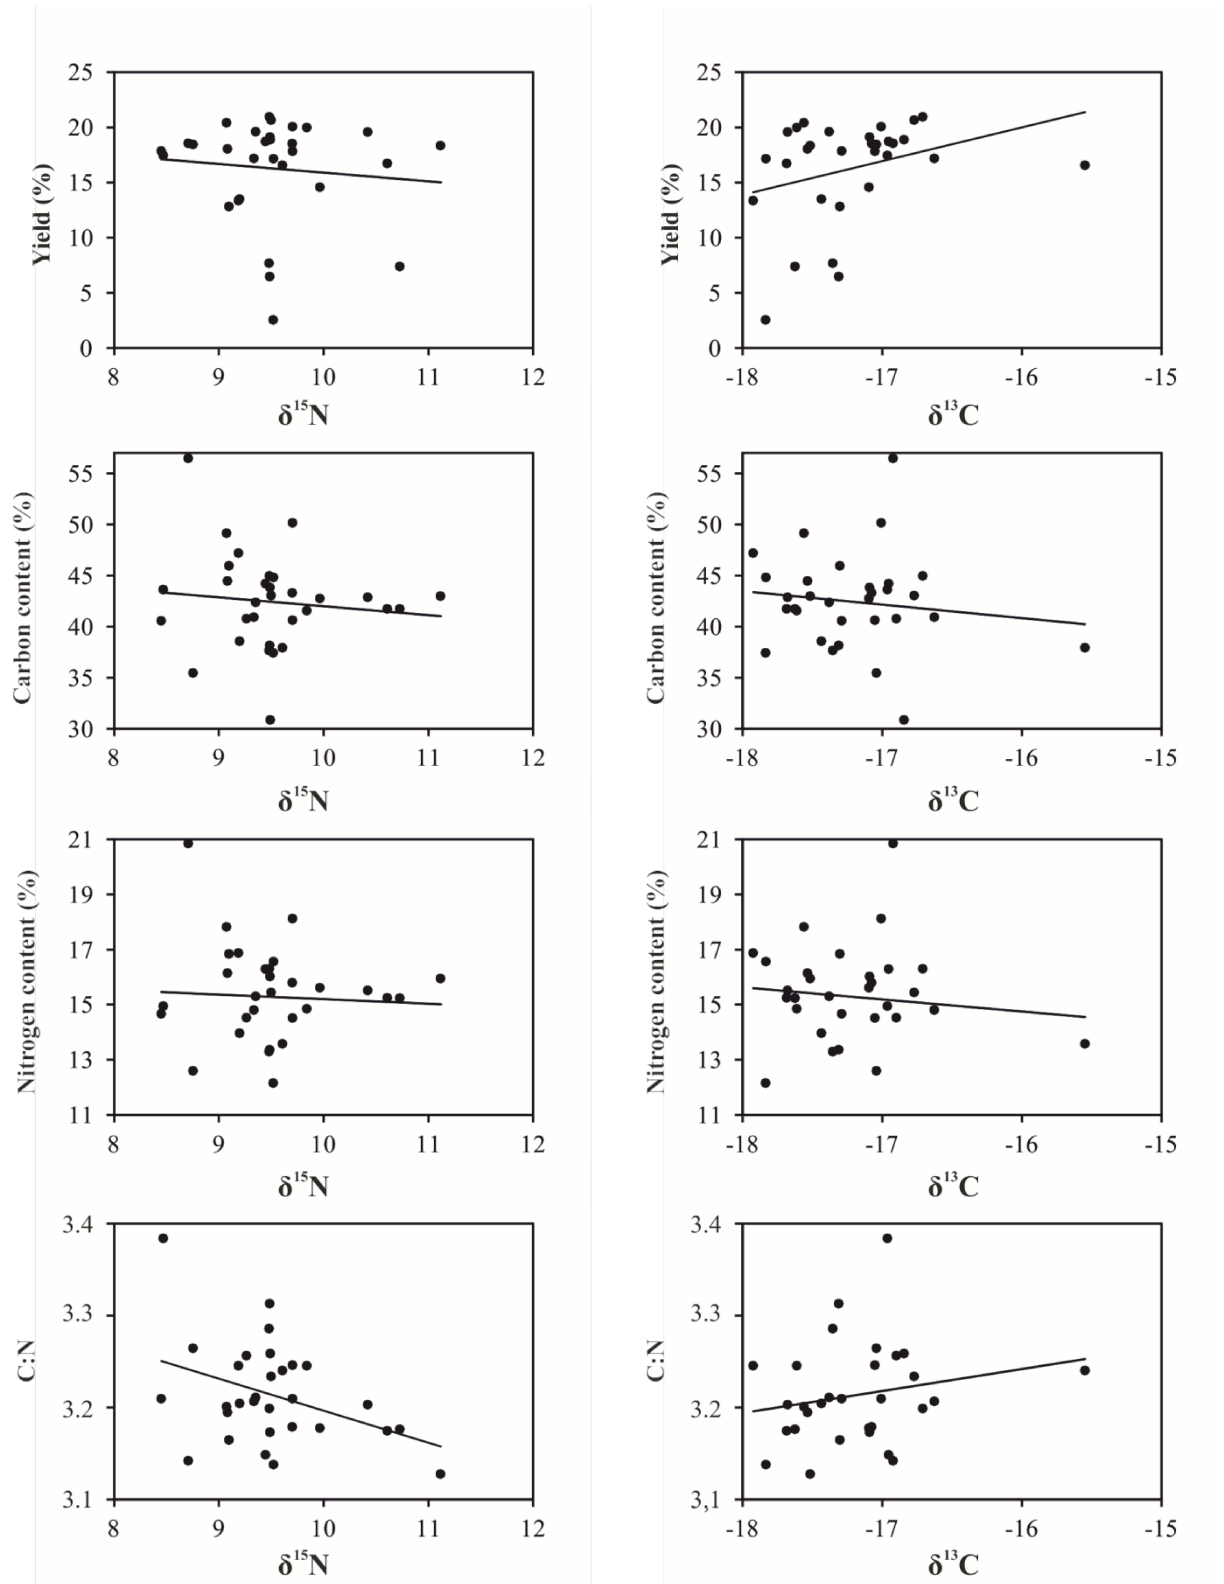 25 25
20 20
15 15
10 10
5 5
0 0
Yield (%) Yield (%)
8 9 10 11 12 -18 -17 -16 -15
δ¹⁵N δ¹³C
55 55
50 50
45 45
40 40
35 35
30 30
Carbon content (%) Carbon content (%)
8 9 10 11 12 -18 -17 -16 -15
δ¹⁵N δ¹³C
21 21
19 19
17 17
15 15
13 13
11 11
Nitrogen content (%) Nitrogen content (%)
8 9 10 11 12 -18 -17 -16 -15
δ¹⁵N δ¹³C
3.4 3.4
3.3 3.3
3.2 3.2
3.1 3,1
C:N C:N
8 9 10 11 12 -18 -17 -16 -15
δ¹⁵N δ¹³C